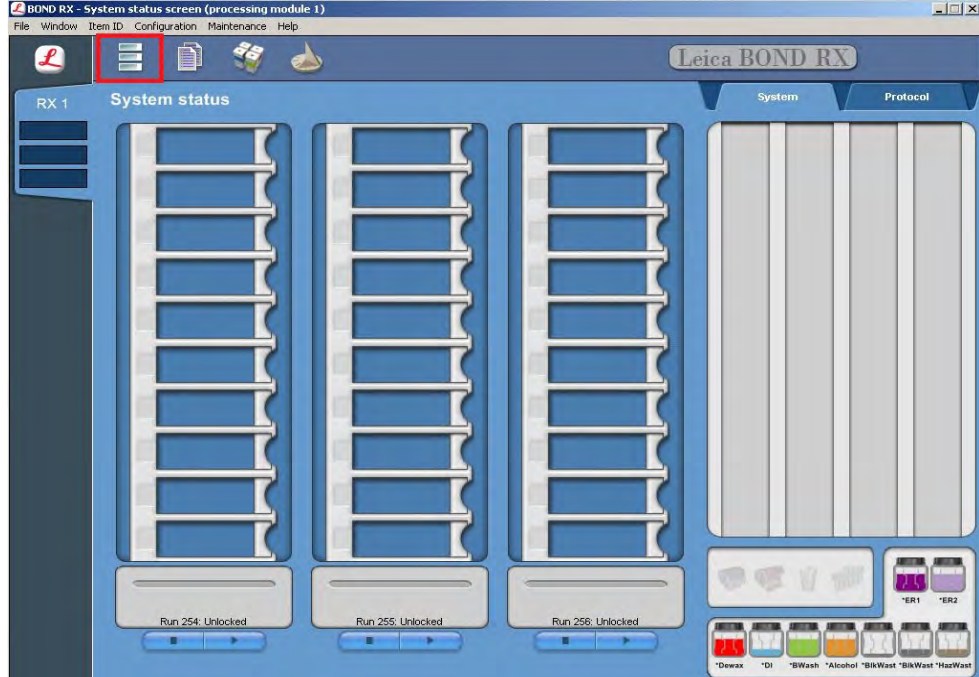 BOND RX - System status screen (processing module 1)
File Window Item ID Configuration Maintenance Help
Leica BOND RX
RX 1
System status
System
Protocol
*ER1 *ER2
Run 254: Unlocked
Run 255: Unlocked
Run 256: Unlocked
*Dewax *DI *BWash *Alcohol *BlkWast *BlkWast *HazWast